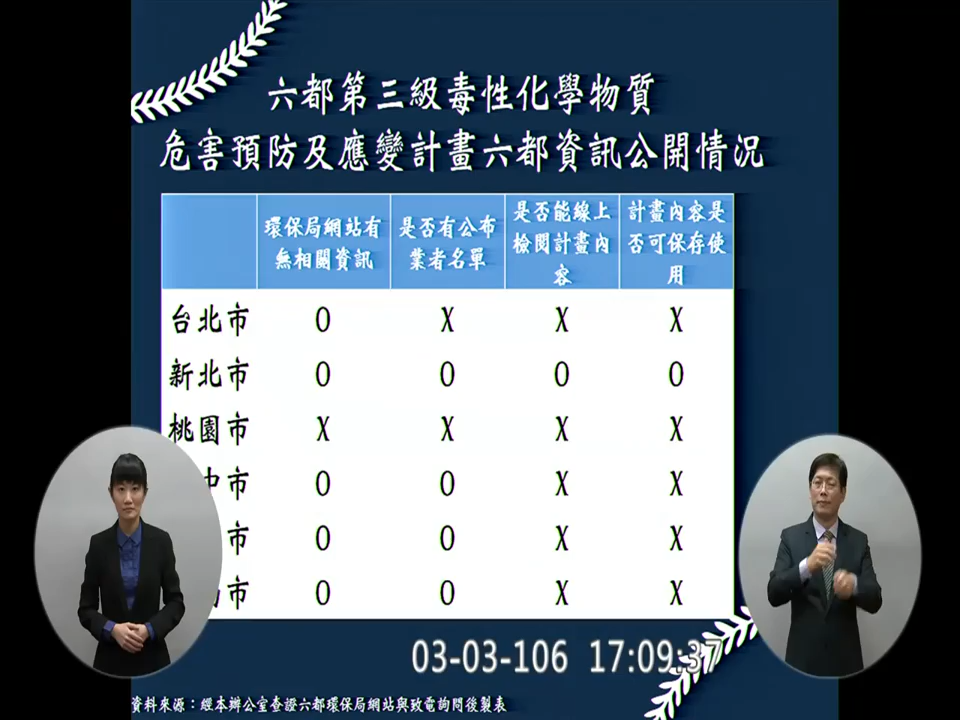 六都第三級毒性化學物質
危害預防及應變計畫六都資訊公開情況
環保局網站有無相關資訊 是否有公布業者名單 是否能線上檢閱計畫內容 計畫內容是否可保存使用
台北市 O X X X
新北市 O O O O
桃園市 X X X X
中市 O O X X
市 O O X X
市 O O X X
03-03-106 17:09:37
資料來源：經本辦公室查證六都環保局網站與致電詢問後製表